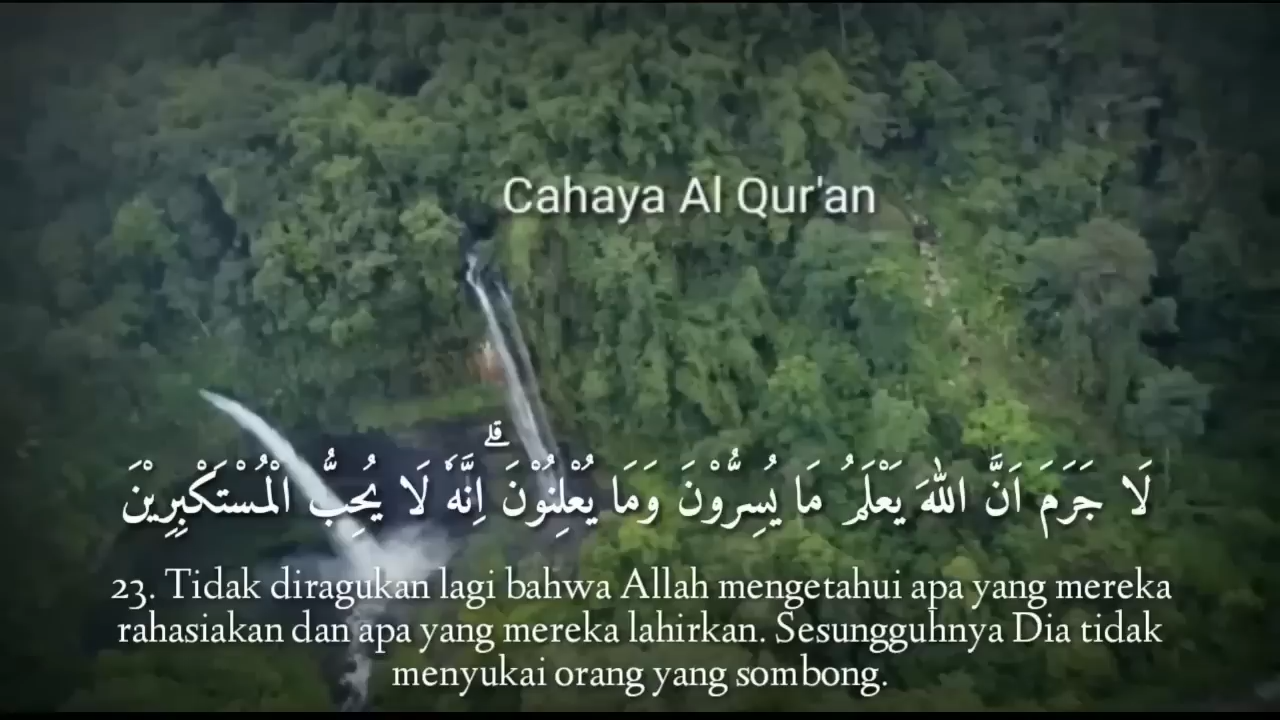 Cahaya Al Qur'an
لَا جَرَمَ اَنَّ اللّٰهَ يَعْلَمُ مَا يُسِرُّوْنَ وَمَا يُعْلِنُوْنَ ۗاِنَّهٗ لَا يُحِبُّ الْمُسْتَكْبِرِيْنَ
23. Tidak diragukan lagi bahwa Allah mengetahui apa yang mereka
rahasiakan dan apa yang mereka lahirkan. Sesungguhnya Dia tidak
menyukai orang yang sombong.